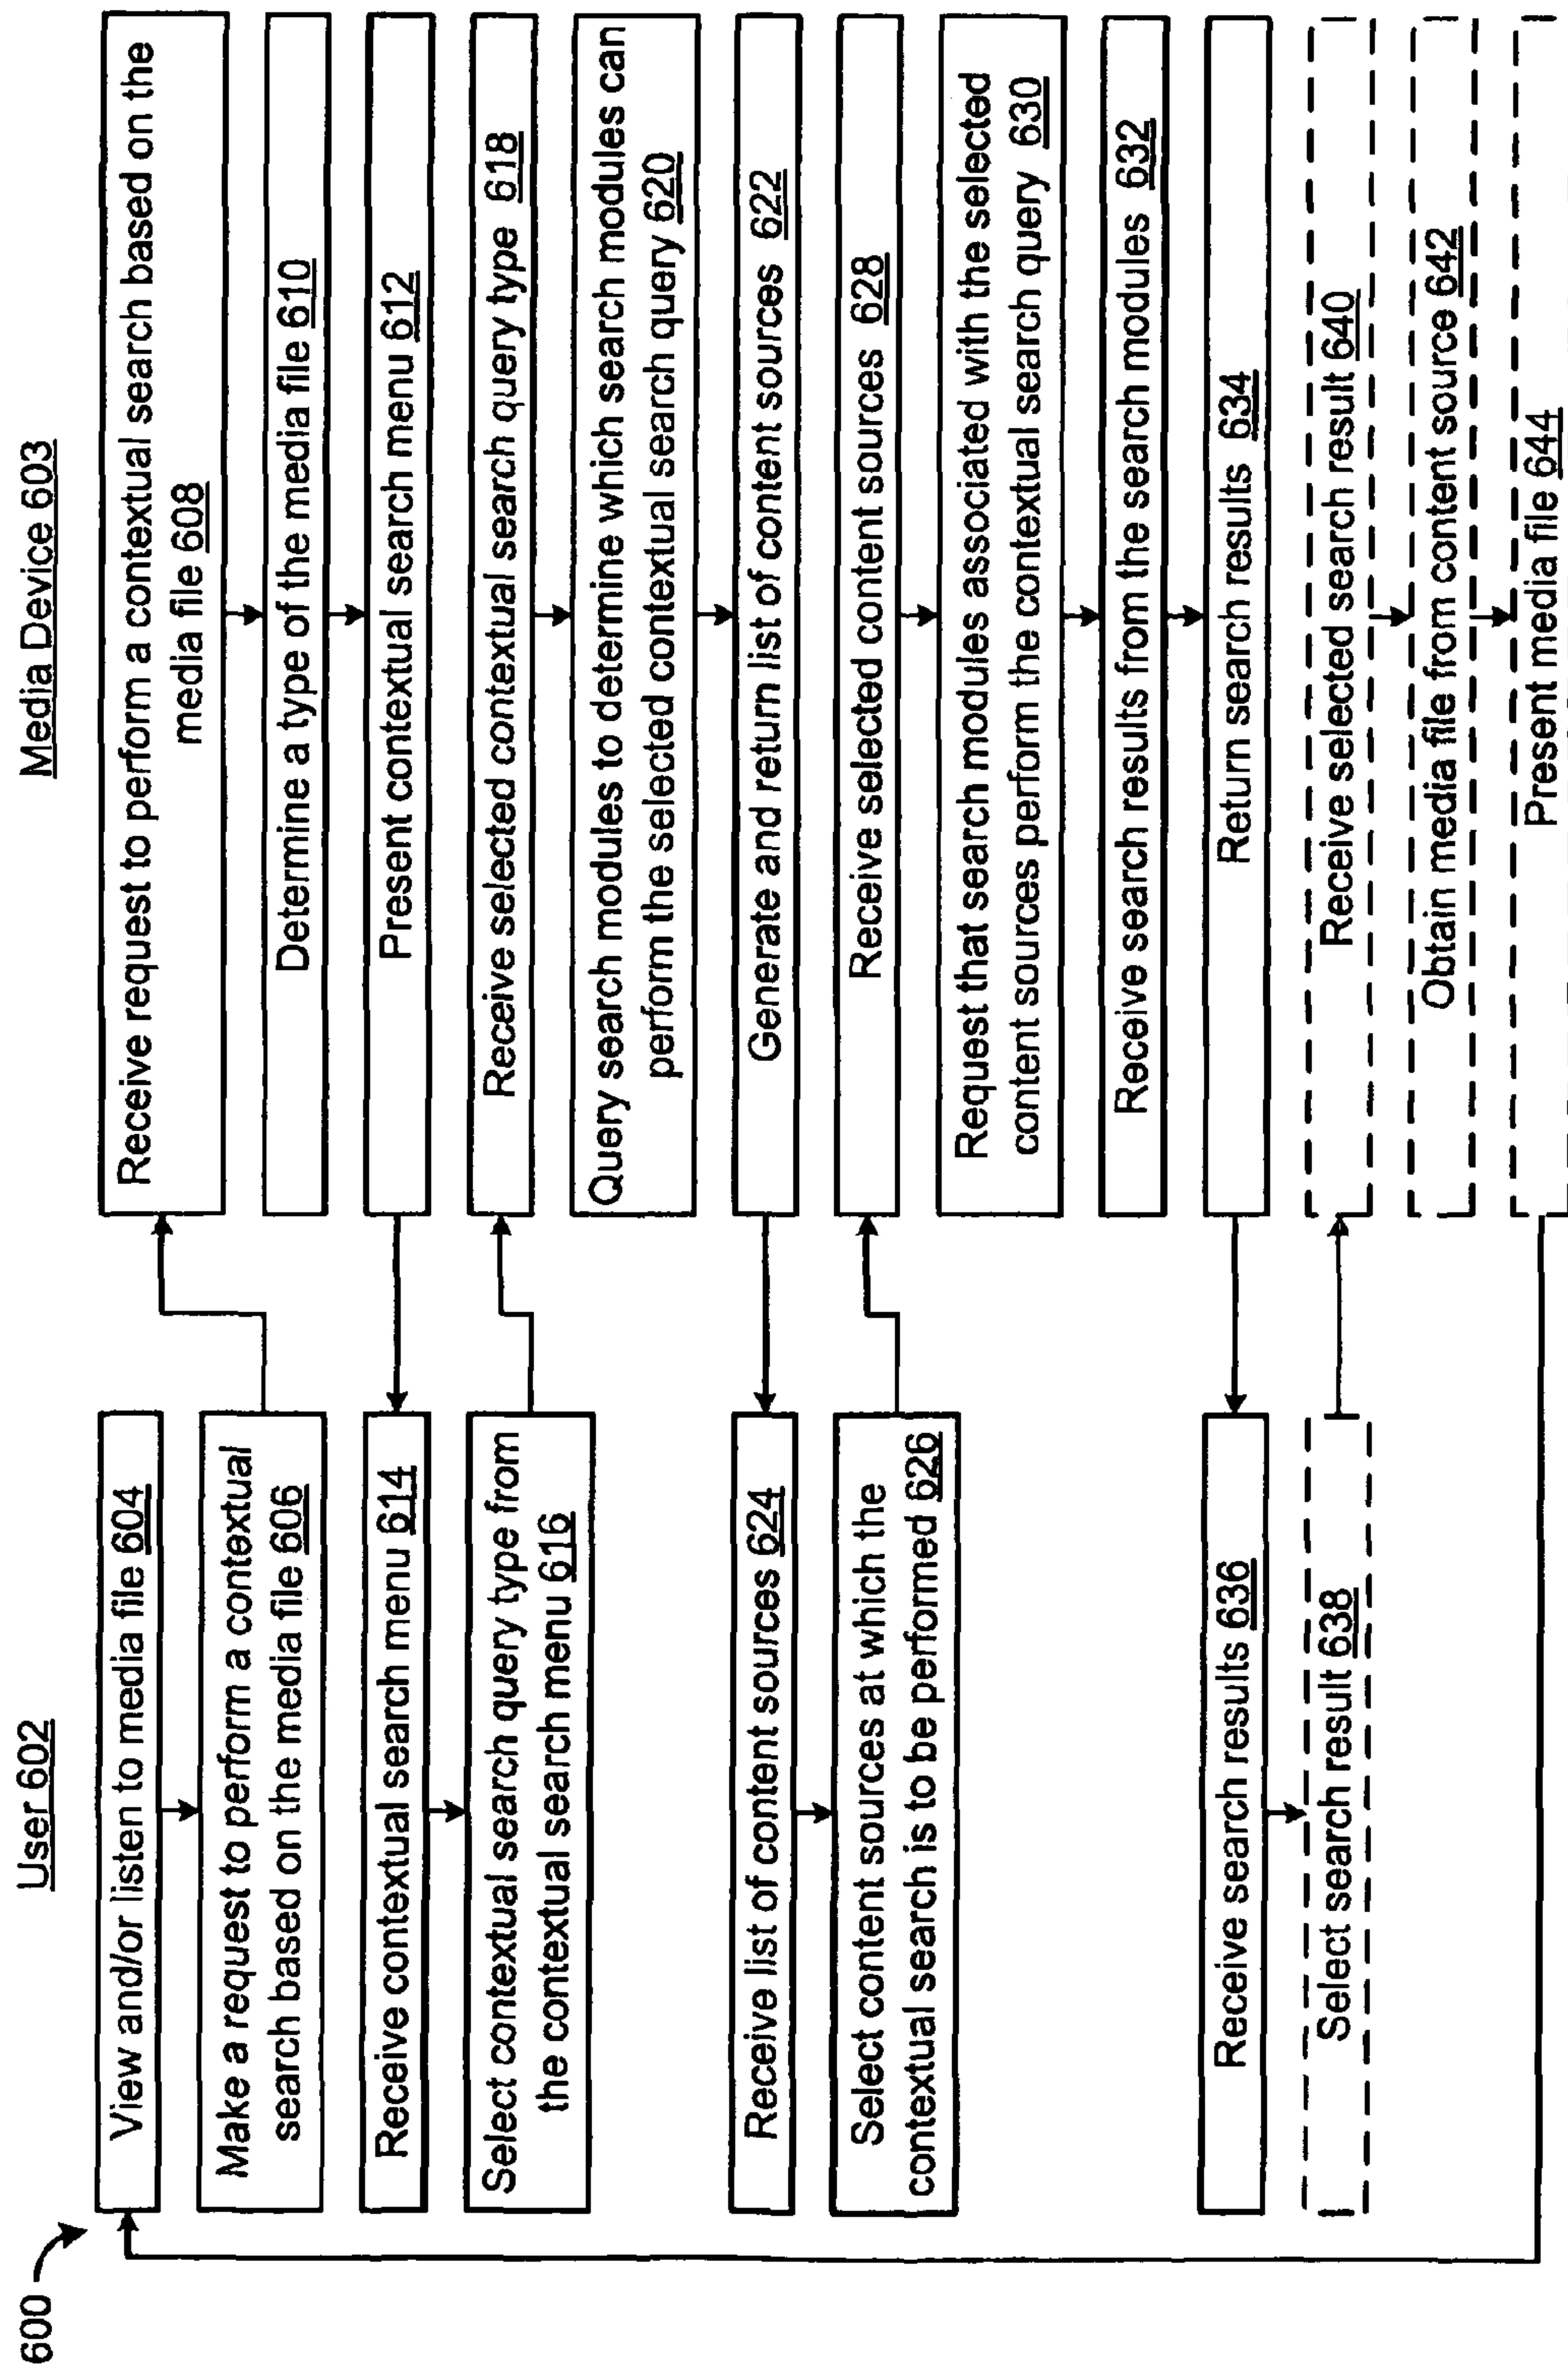 600
User 602
View and/or listen to media file 604
Make a request to perform a contextual
search based on the media file 606
Receive contextual search menu 614
Select contextual search query type from
the contextual search menu 616
Receive list of content sources 624
Select content sources at which the
contextual search is to be performed 626
Receive search results 636
Select search result 638
Media Device 603
Receive request to perform a contextual search based on the
media file 608
Determine a type of the media file 610
Present contextual search menu 612
Receive selected contextual search query type 618
Query search modules to determine which search modules can
perform the selected contextual search query 620
Generate and return list of content sources 622
Receive selected content sources 628
Request that search modules associated with the selected
content sources perform the contextual search query 630
Receive search results from the search modules 632
Return search results 634
Receive selected search result 640
Obtain media file from content source 642
Present media file 644